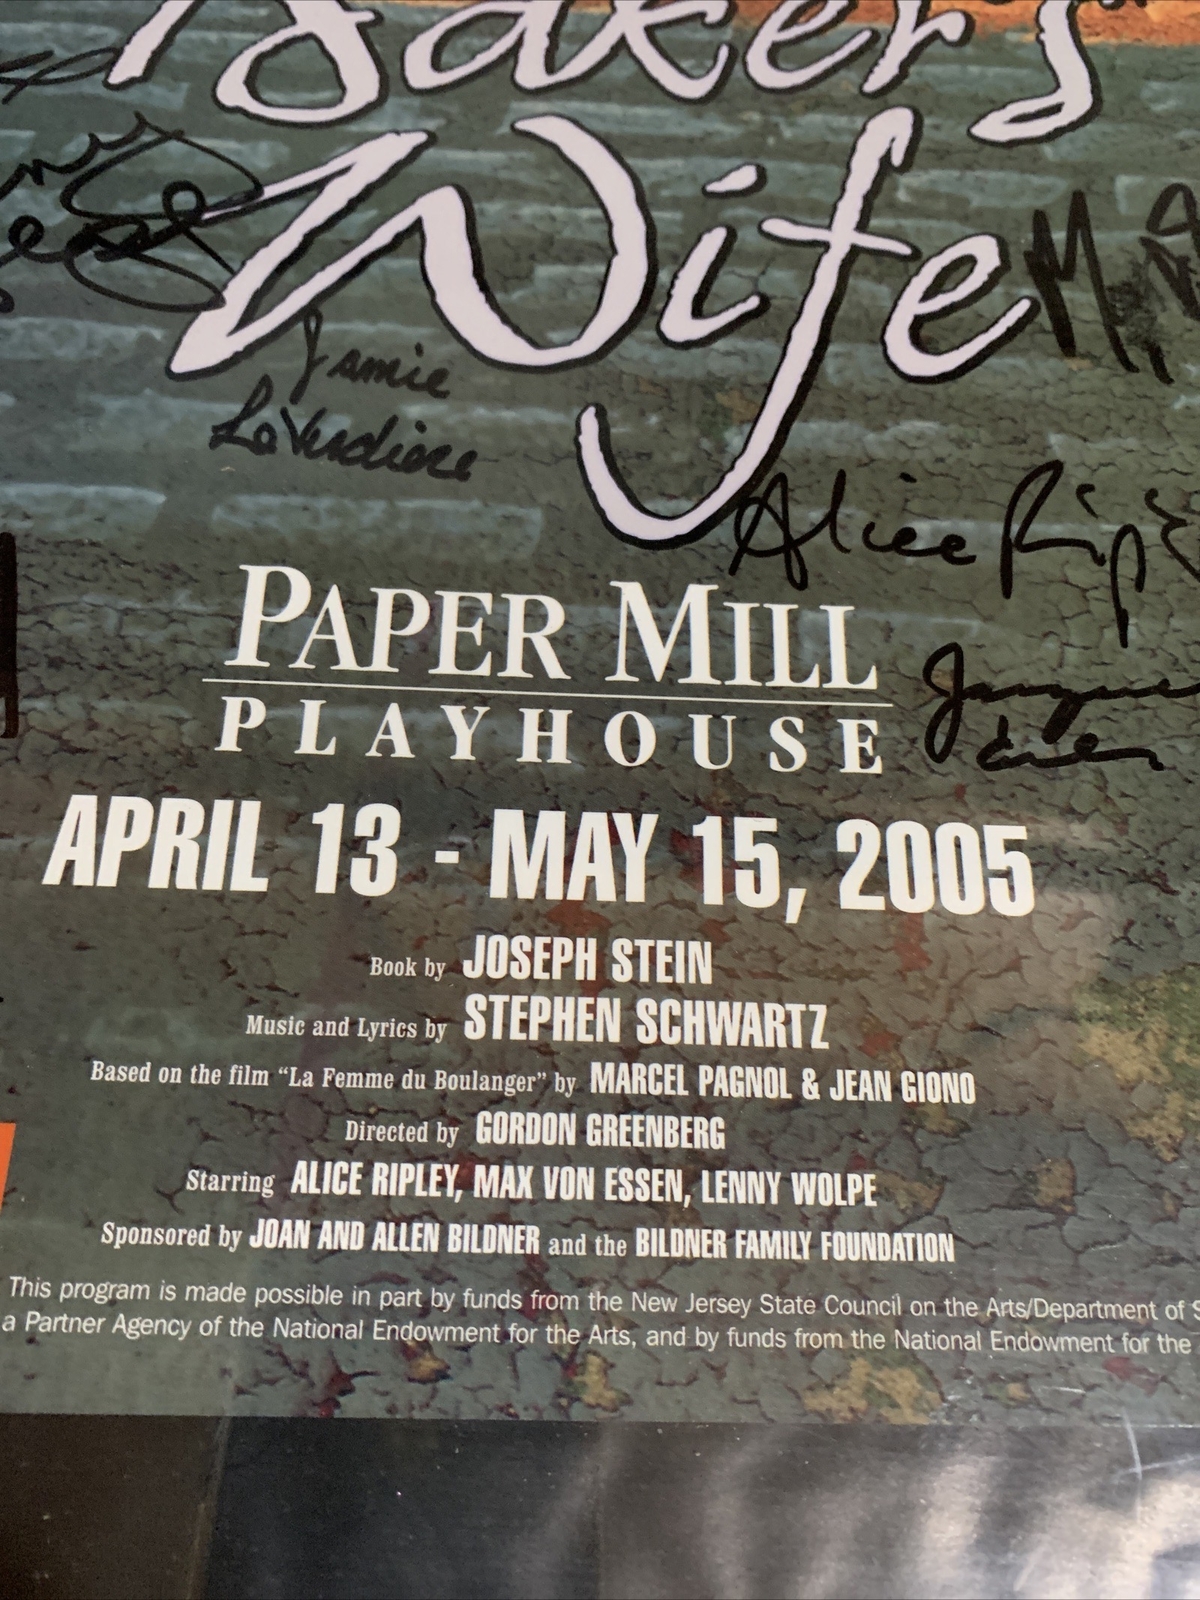 Baker's
Wife
Jamie
LaVerdiere
Alice Rip
Jacque
PAPER MILL
PLAYHOUSE
APRIL 13 - MAY 15, 2005
Book by JOSEPH STEIN
Music and Lyrics by STEPHEN SCHWARTZ
Based on the film "La Femme du Boulanger" by MARCEL PAGNOL & JEAN GIONO
Directed by GORDON GREENBERG
Starring ALICE RIPLEY, MAX VON ESSEN, LENNY WOLPE
Sponsored by JOAN AND ALLEN BILDNER and the BILDNER FAMILY FOUNDATION
This program is made possible in part by funds from the New Jersey State Council on the Arts/Department of S
a Partner Agency of the National Endowment for the Arts, and by funds from the National Endowment for the